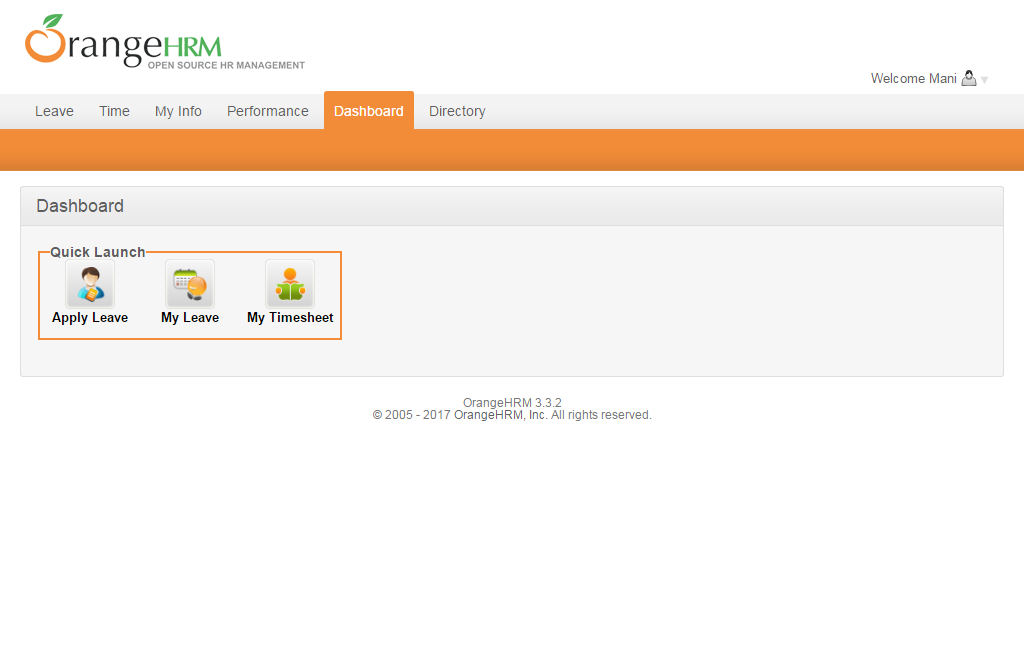 OrangeHRM
OPEN SOURCE HR MANAGEMENT
Welcome Mani
Leave Time My Info Performance Dashboard Directory
Dashboard
Quick Launch
Apply Leave My Leave My Timesheet
OrangeHRM 3.3.2
© 2005 - 2017 OrangeHRM, Inc. All rights reserved.